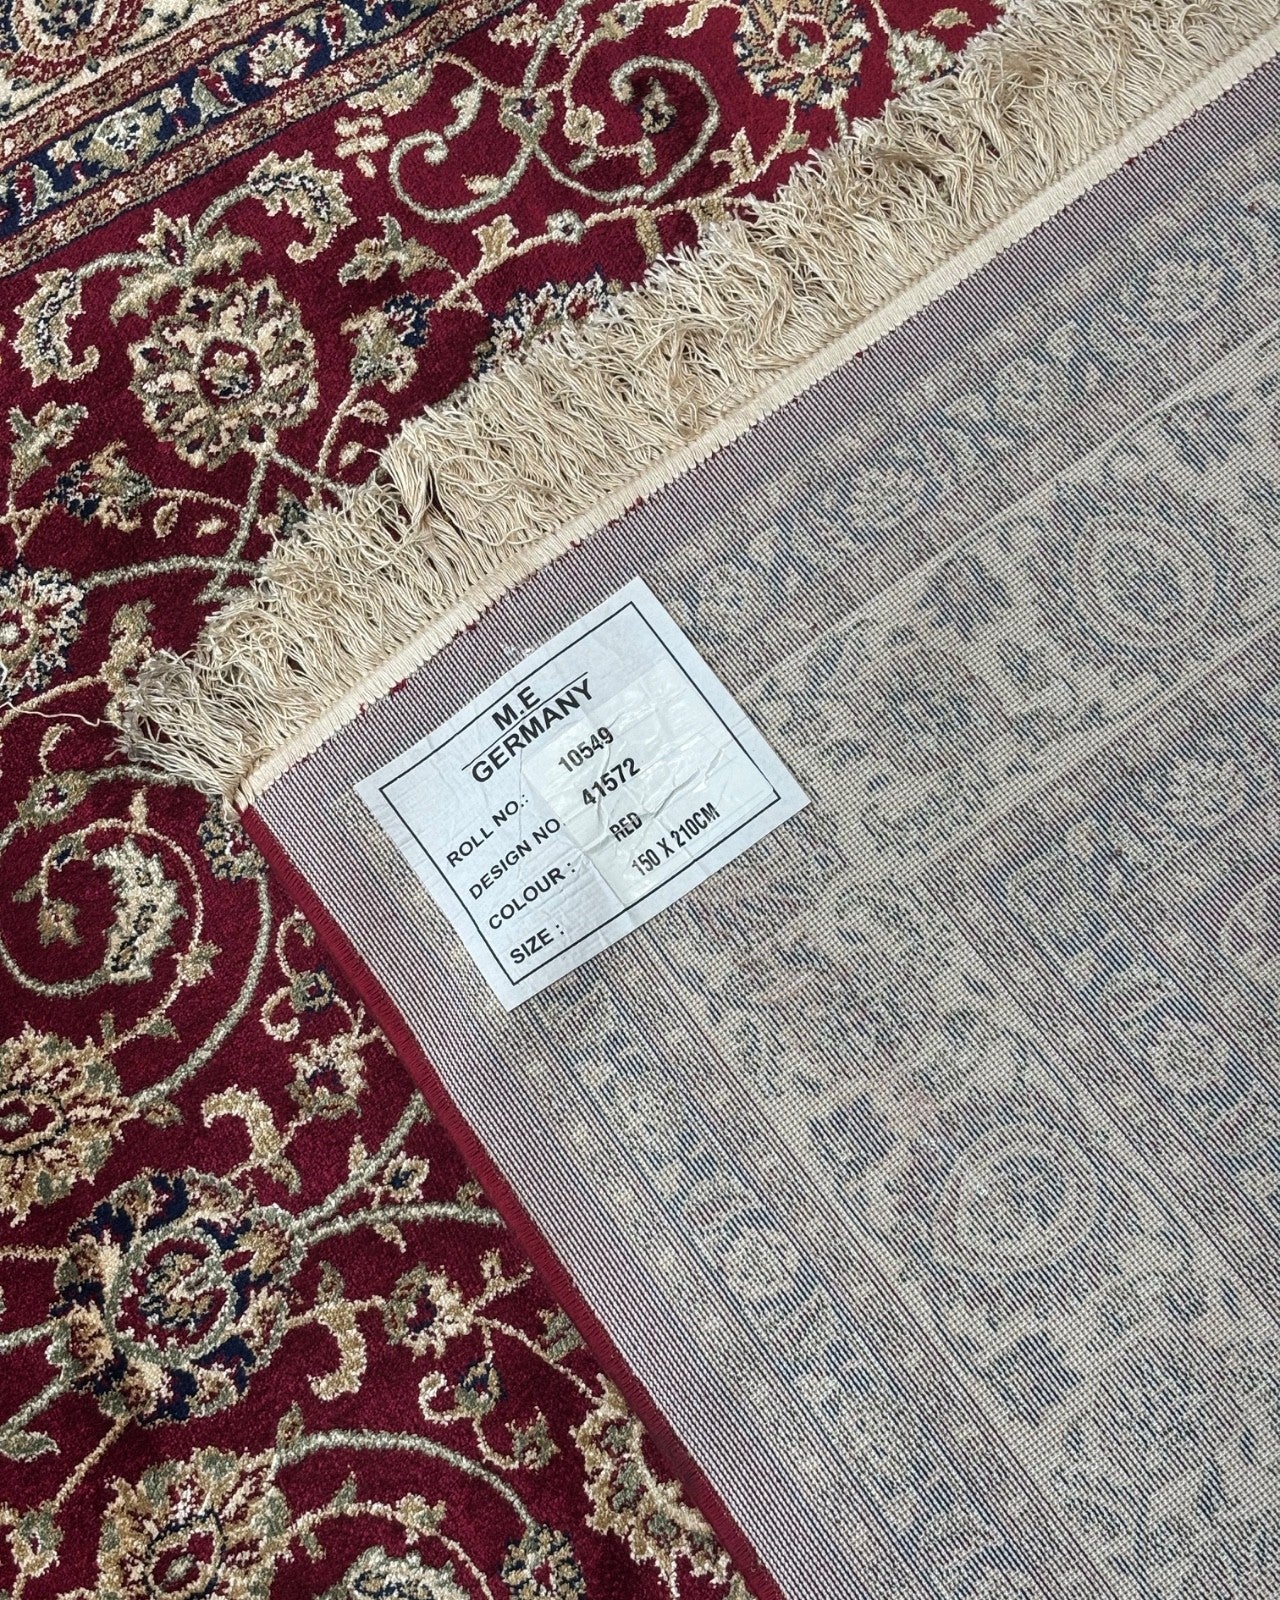 M.E
GERMANY
ROLL NO.: 10549
DESIGN NO. 41572
COLOUR : RED
SIZE : 150 X 210CM